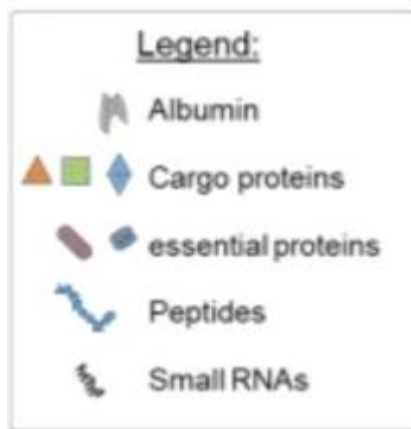 Legend:
Albumin
Cargo proteins
essential proteins
Peptides
Small RNAs